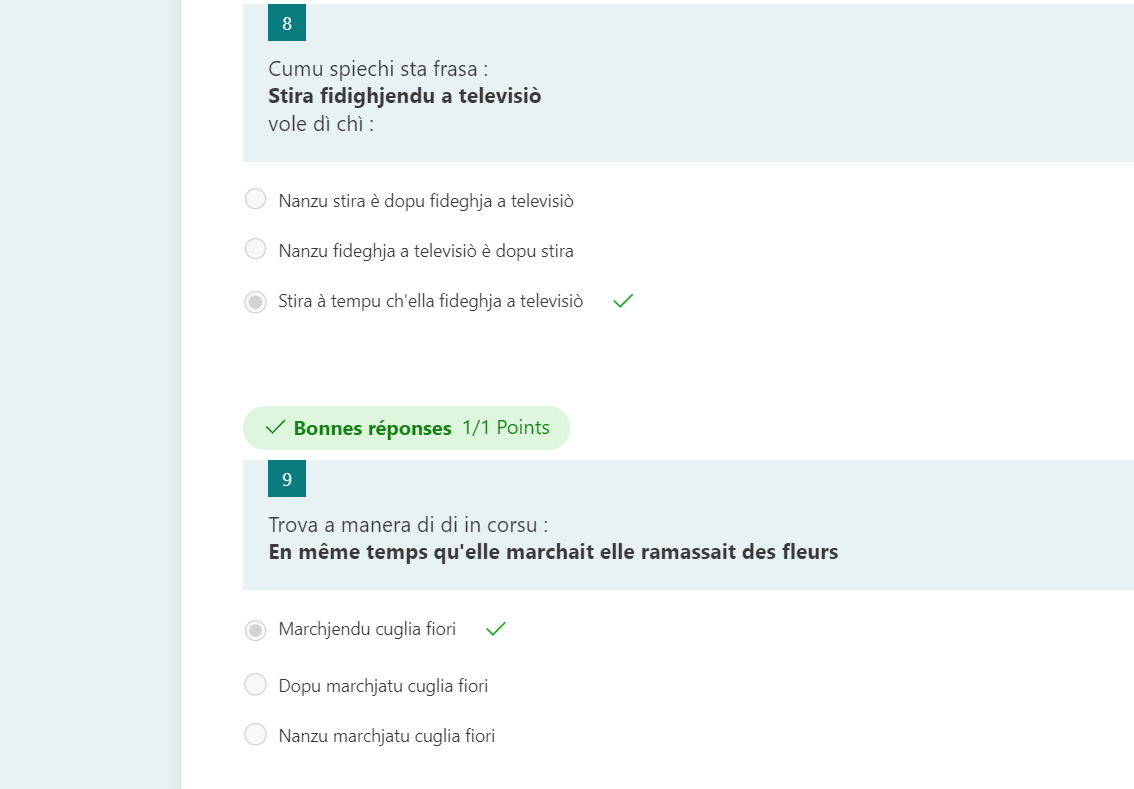 8
Cumu spiechi sta frasa :
Stira fidighjendu a televisiò
vole dì chì :
Nanzu stira è dopu fideghja a televisiò
Nanzu fideghja a televisiò è dopu stira
Stira à tempu ch'ella fideghja a televisiò
Bonnes réponses 1/1 Points
9
Trova a manera di di in corsu :
En même temps qu'elle marchait elle ramassait des fleurs
Marchjendu cuglia fiori
Dopu marchjatu cuglia fiori
Nanzu marchjatu cuglia fiori